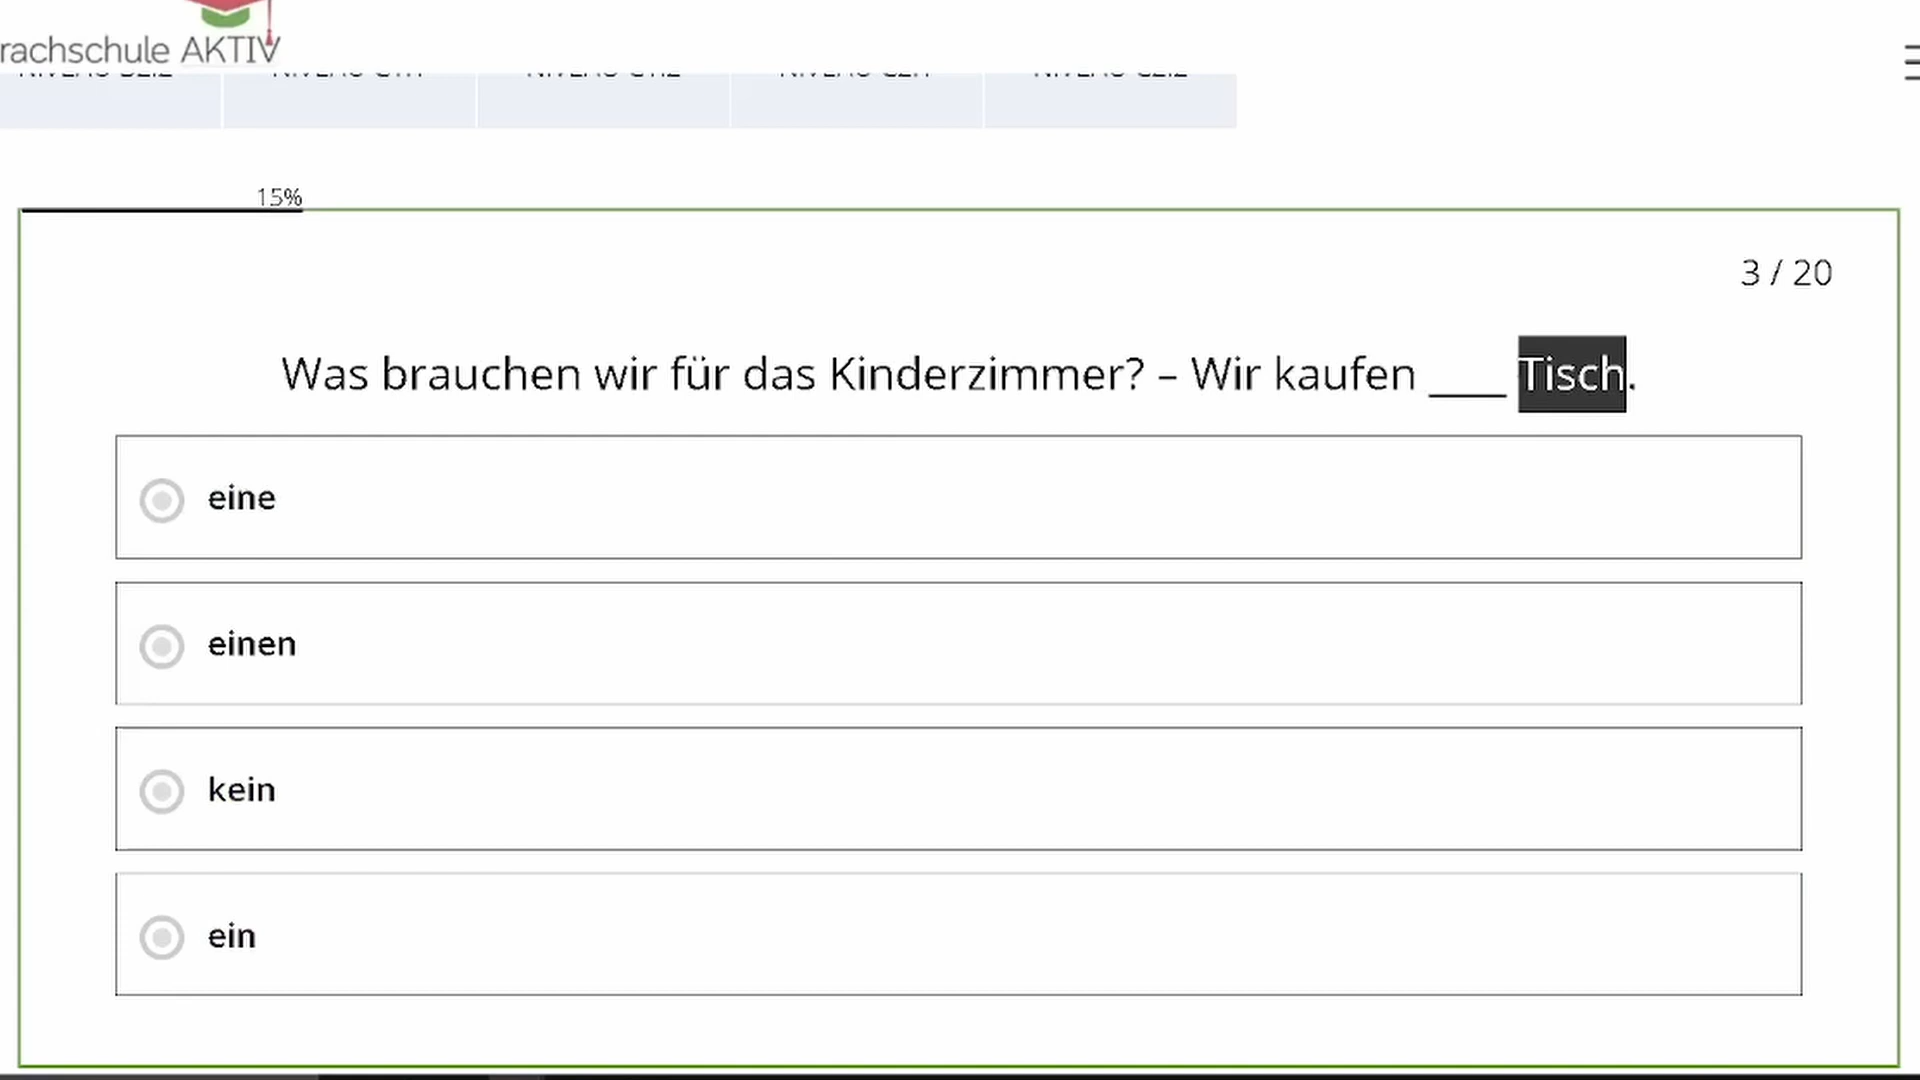 rachschule AKTIV
15%
3 / 20
Was brauchen wir für das Kinderzimmer? – Wir kaufen ____ Tisch.
eine
einen
kein
ein